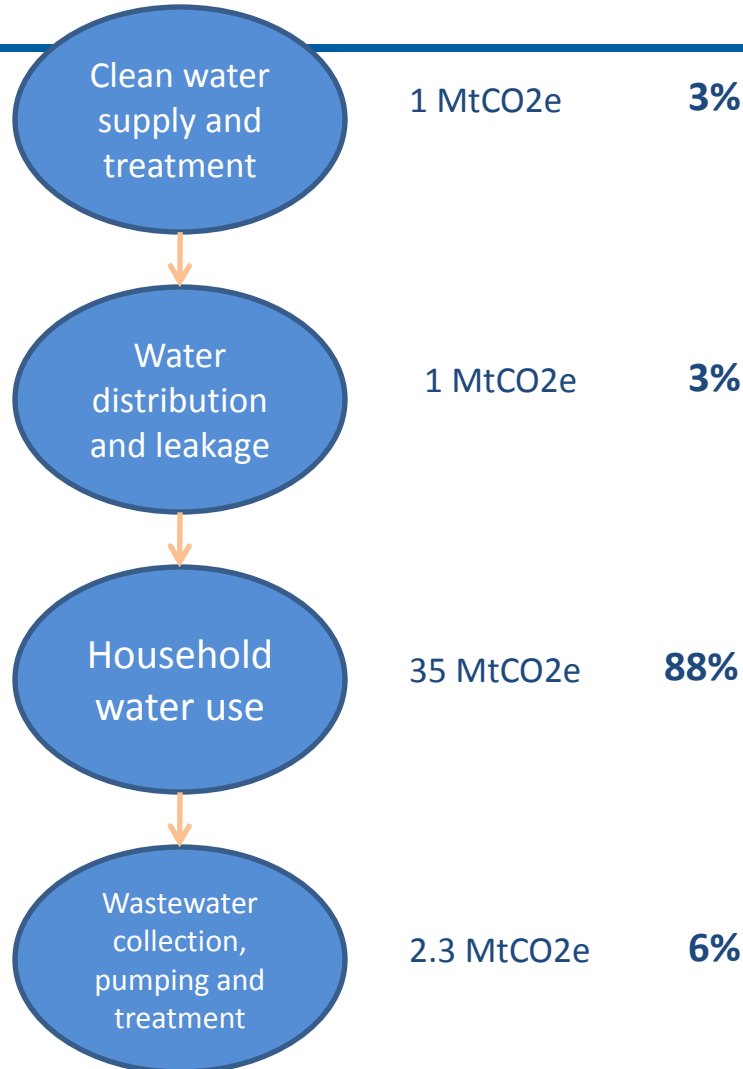 Clean water
supply and
treatment
1 MtCO2e
3%
Water
distribution
and leakage
1 MtCO2e
3%
Household
water use
35 MtCO2e
88%
Wastewater
collection,
pumping and
treatment
2.3 MtCO2e
6%